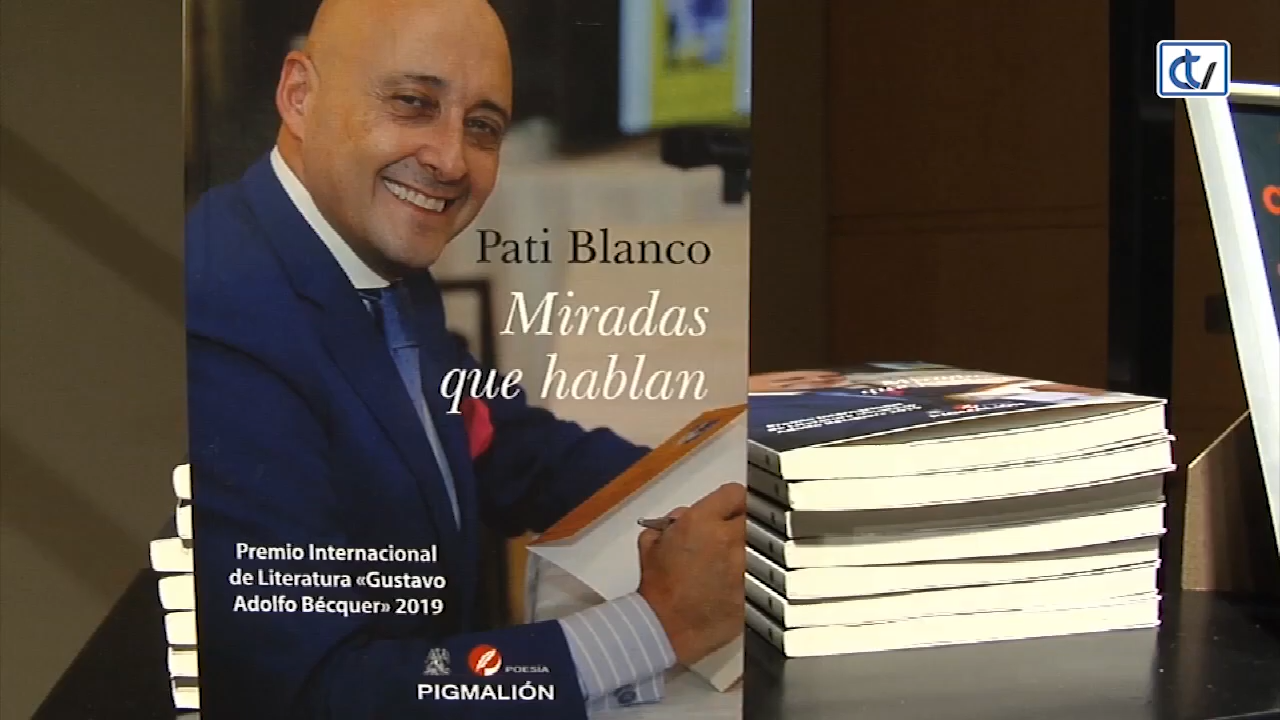 Pati Blanco
Miradas
que hablan
Premio Internacional
de Literatura «Gustavo
Adolfo Bécquer» 2019
POESÍA
PIGMALIÓN